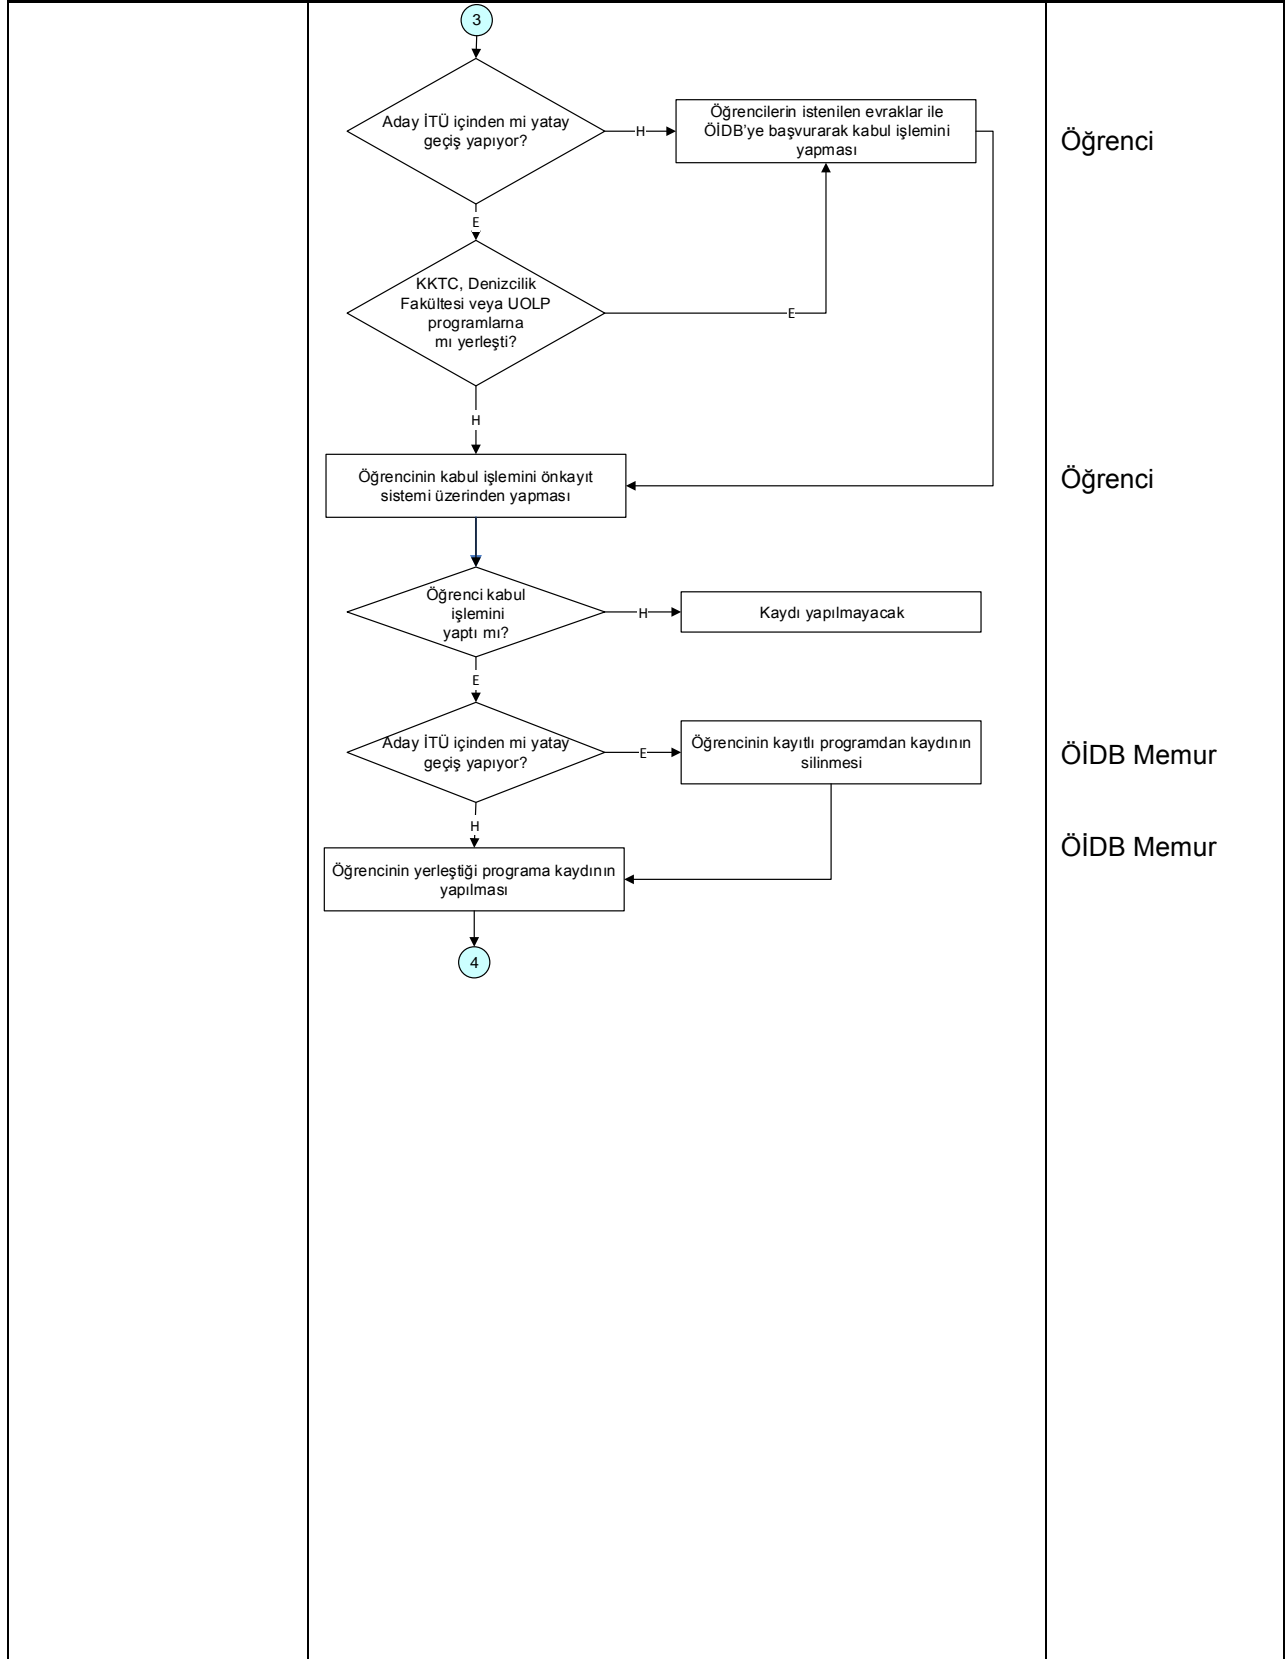 3
Aday İTÜ içinden mi yatay
geçiş yapıyor?
H
Öğrencilerin istenilen evraklar ile
ÖİDB'ye başvurarak kabul işlemini
yapması
Öğrenci
E
KKTC, Denizcilik
Fakültesi veya UOLP
programlarna
mı yerleşti?
E
H
Öğrencinin kabul işlemini önkayıt
sistemi üzerinden yapması
Öğrenci
Öğrenci kabul
işlemini
yaptı mı?
H
Kaydı yapılmayacak
E
Aday İTÜ içinden mi yatay
geçiş yapıyor?
E
Öğrencinin kayıtlı programdan kaydının
silinmesi
ÖİDB Memur
H
Öğrencinin yerleştiği programa kaydının
yapılması
ÖİDB Memur
4